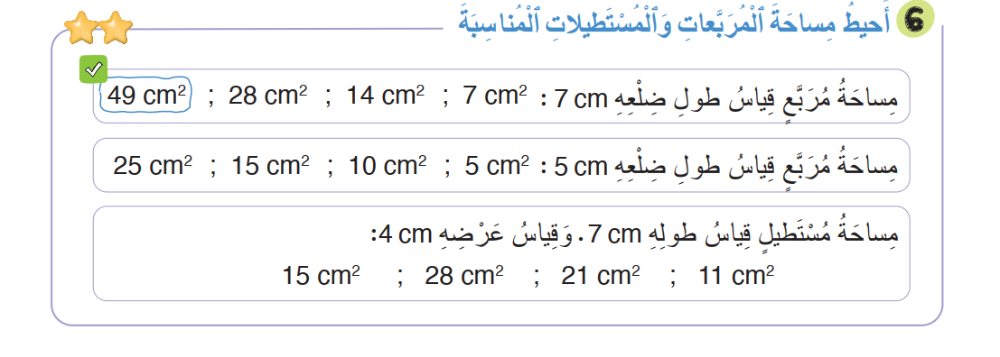 6 أُحيطُ مِساحَةَ ٱلْمُرَبَّعاتِ وَٱلْمُسْتَطيلاتِ ٱلْمُناسِبَةَ
مِساحَةُ مُرَبَّعٍ قِياسُ طولِ ضِلْعِهِ 7 cm : 7 cm² ; 14 cm² ; 28 cm² ; 49 cm²
مِساحَةُ مُرَبَّعٍ قِياسُ طولِ ضِلْعِهِ 5 cm : 5 cm² ; 10 cm² ; 15 cm² ; 25 cm²
مِساحَةُ مُسْتَطيلٍ قِياسُ طولِهِ 7 cm. وَقِياسُ عَرْضِهِ 4 cm:
11 cm² ; 21 cm² ; 28 cm² ; 15 cm²